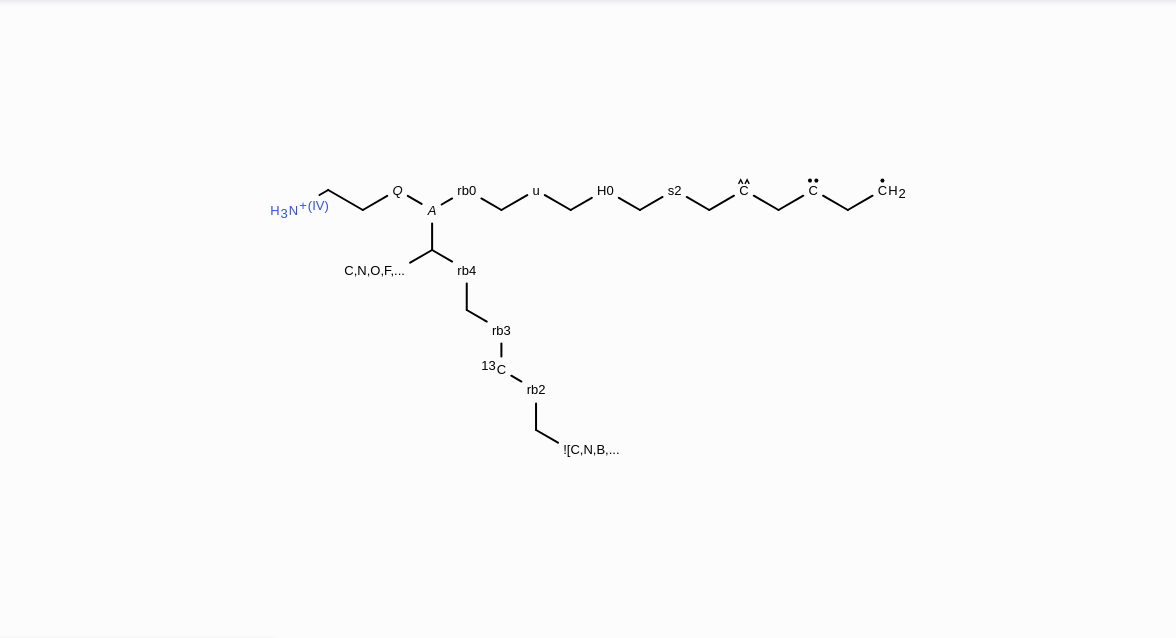 Q rb0 u H0 s2 C C CH2
H3N+(IV) A
C,N,O,F,... rb4
rb3
13C
rb2
![C,N,B,...